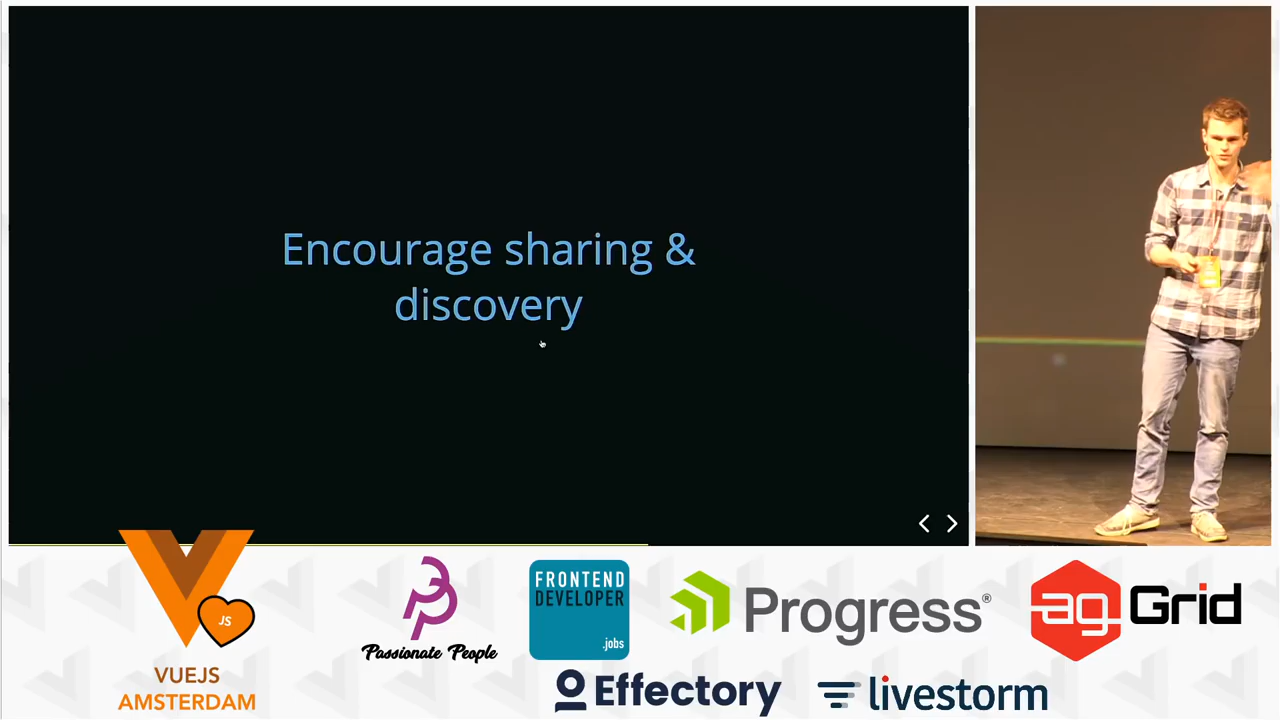 Encourage sharing &
discovery
JS
VUEJS
AMSTERDAM
Passionate People
FRONTEND
DEVELOPER
.jobs
Progress®
ag Grid
Effectory
livestorm